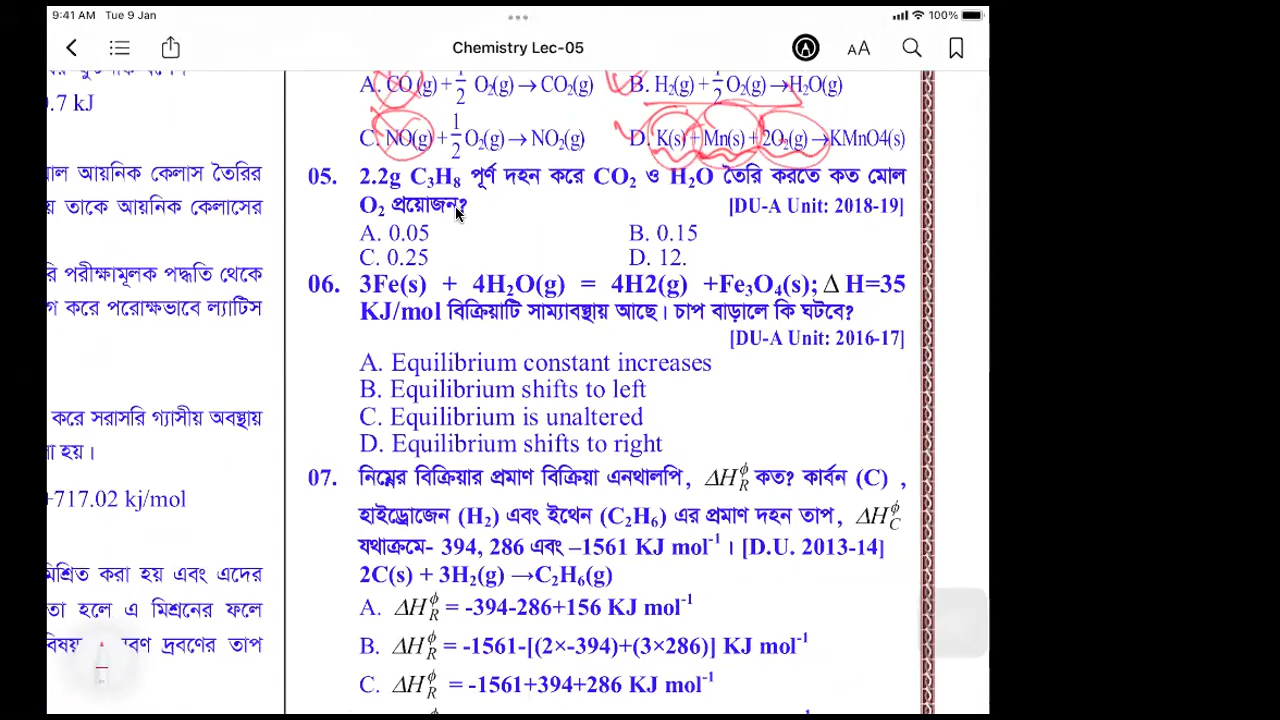 9:41 AM Tue 9 Jan
100%
Chemistry Lec-05
AA
0.7 kJ
আয়নিক কেলাস তৈরির
য় তাকে আয়নিক কেলাসের
রি পরীক্ষামূলক পদ্ধতি থেকে
গ করে পরোক্ষভাবে ল্যাটিস
করে সরাসরি গ্যাসীয় অবস্থায়
হয়।
+717.02 kj/mol
মিশ্রিত করা হয় এবং এদের
তা হলে এ মিশ্রনের ফলে
দ্রবণের তাপ
A. CO (g) + 1/2 O₂(g) → CO₂(g) B. H₂(g) + 1/2 O₂(g) → H₂O(g)
C. NO(g) + 1/2 O₂(g) → NO₂(g) D. K(s) + Mn(s) + 2O₂(g) → KMnO4(s)
05. 2.2g C₃H₈ পূর্ণ দহন করে CO₂ ও H₂O তৈরি করতে কত মোল
O₂ প্রয়োজন? [DU-A Unit: 2018-19]
A. 0.05 B. 0.15
C. 0.25 D. 12.
06. 3Fe(s) + 4H₂O(g) = 4H2(g) +Fe₃O₄(s); Δ H=35
KJ/mol বিক্রিয়াটি সাম্যাবস্থায় আছে। চাপ বাড়ালে কি ঘটবে?
[DU-A Unit: 2016-17]
A. Equilibrium constant increases
B. Equilibrium shifts to left
C. Equilibrium is unaltered
D. Equilibrium shifts to right
07. নিম্নের বিক্রিয়ার প্রমাণ বিক্রিয়া এনথালপি, ΔH_R^ϕ কত? কার্বন (C) ,
হাইড্রোজেন (H₂) এবং ইথেন (C₂H₆) এর প্রমাণ দহন তাপ, ΔH_C^ϕ
যথাক্রমে- 394, 286 এবং –1561 KJ mol⁻¹ । [D.U. 2013-14]
2C(s) + 3H₂(g) →C₂H₆(g)
A. ΔH_R^ϕ = -394-286+156 KJ mol⁻¹
B. ΔH_R^ϕ = -1561-[(2×-394)+(3×286)] KJ mol⁻¹
C. ΔH_R^ϕ = -1561+394+286 KJ mol⁻¹